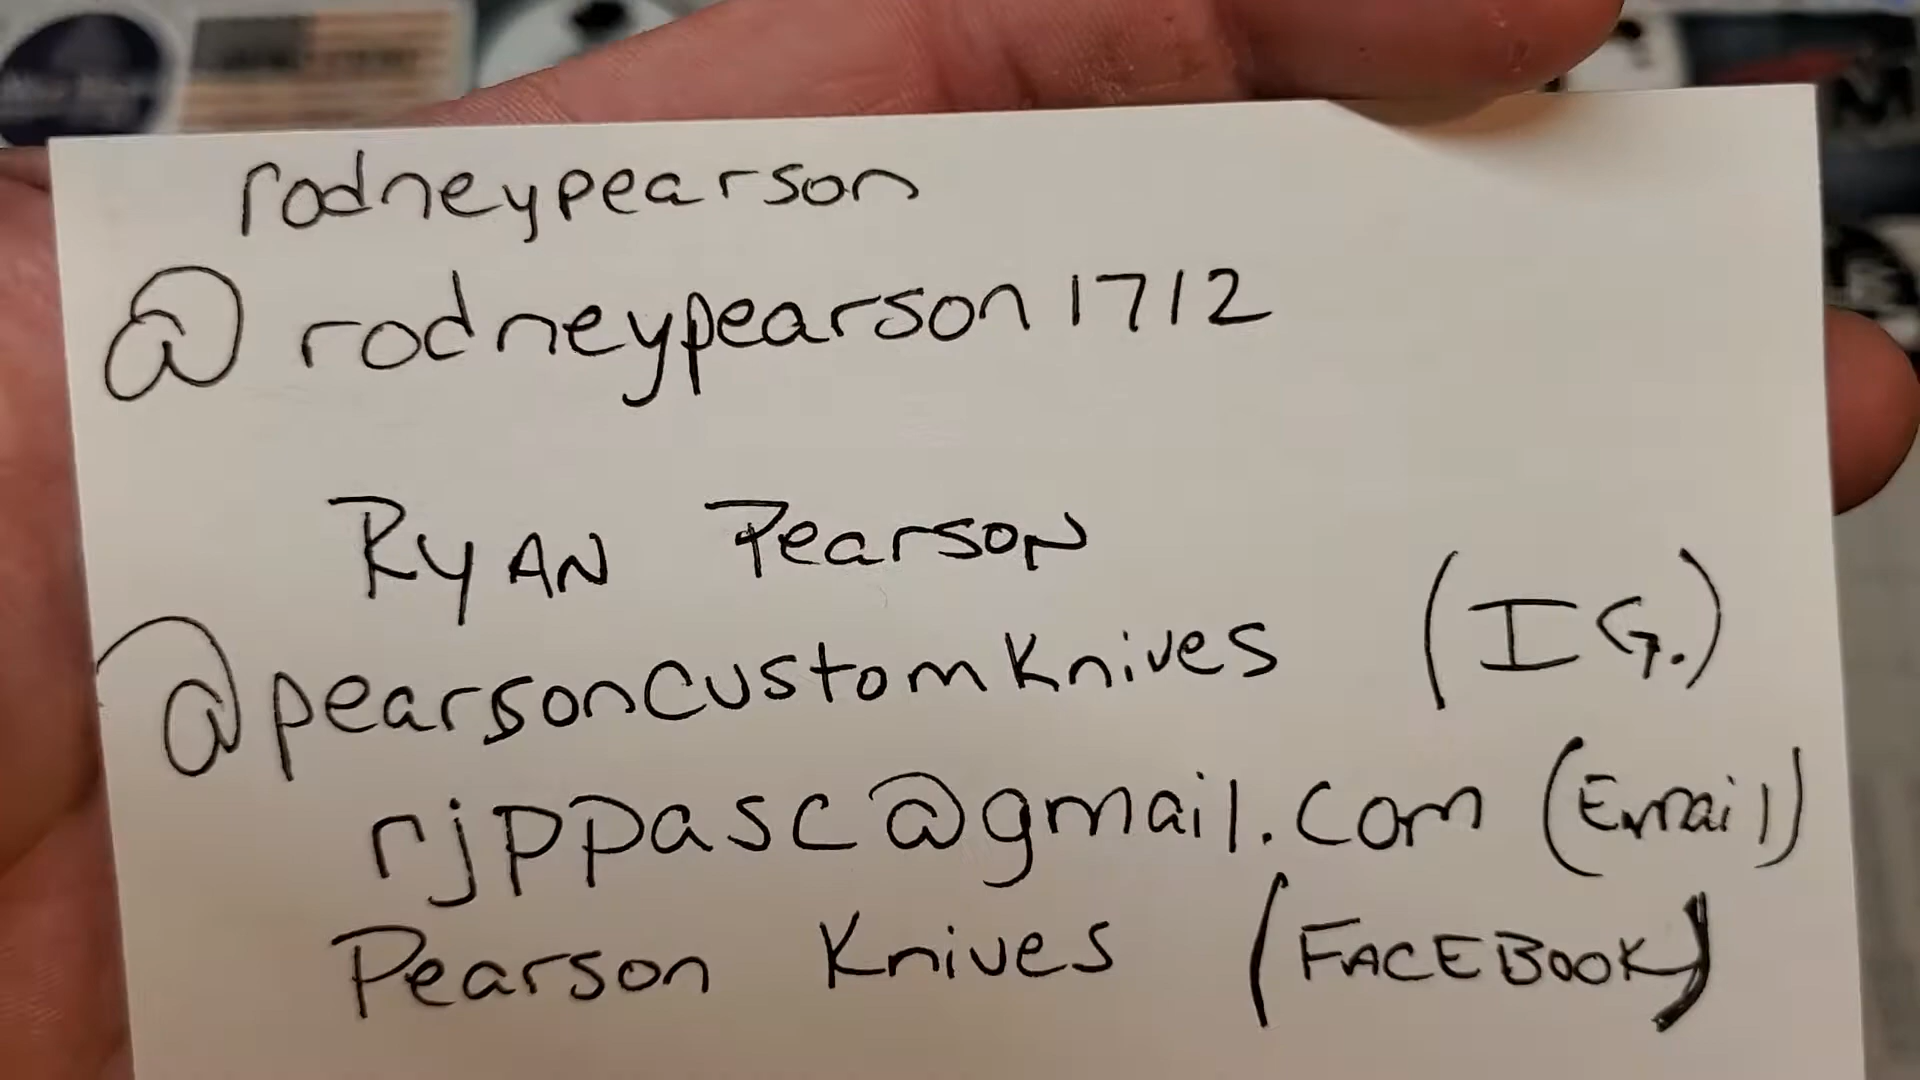 rodneypearson
@rodneypearson1712
RYAN Pearson
@pearsoncustomKnives (IG.)
rjppasc@gmail.com (Email)
Pearson Knives (FACEBOOK)